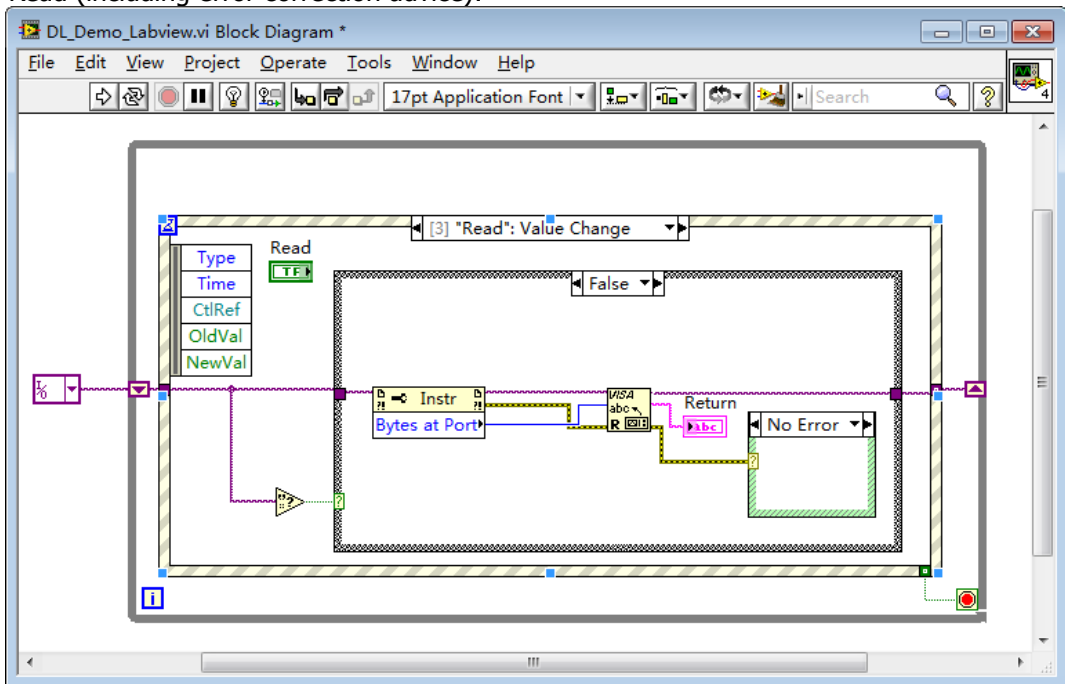 Read (including error correction advice):
DL_Demo_Labview.vi Block Diagram *
File Edit View Project Operate Tools Window Help
17pt Application Font
Search
4
[3] "Read": Value Change
Type
Time
CtlRef
OldVal
NewVal
Read
TF
False
I/O
Instr
Bytes at Port
VISA
abc
R
Return
abc
No Error
?
?
?
i